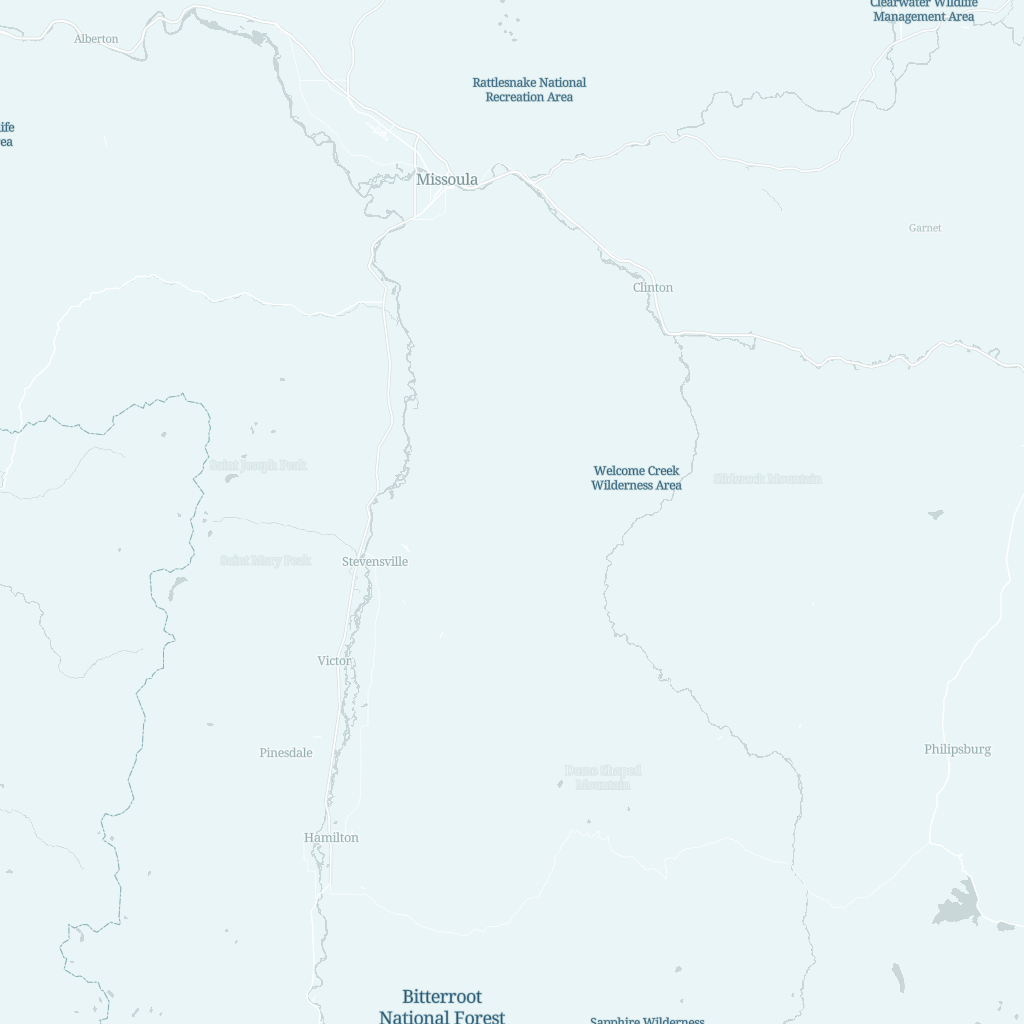 Clearwater Wildlife
Management Area
Alberton
Rattlesnake National
Recreation Area
Missoula
Garnet
Clinton
Saint Joseph Peak
Welcome Creek
Wilderness Area
Sliderock Mountain
Saint Mary Peak
Stevensville
Victor
Pinesdale
Philipsburg
Dome Shaped
Mountain
Hamilton
Bitterroot
National Forest
Sapphire Wilderness